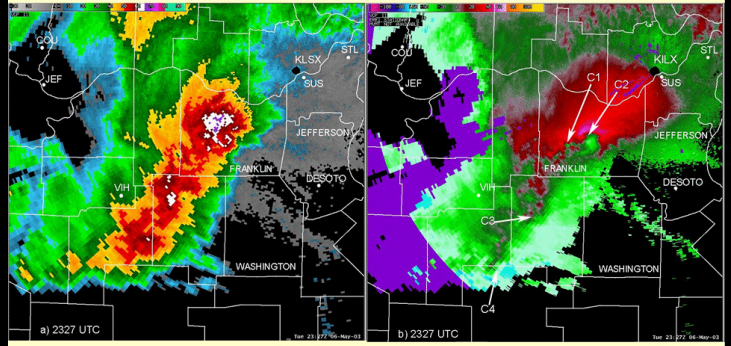 COU
JEF
STL
KLSX
SUS
JEFFERSON
FRANKLIN
DESOTO
VIH
WASHINGTON
a) 2327 UTC
Tue 23:27Z 06-May-03
COU
JEF
STL
KILX
SUS
C1
C2
JEFFERSON
FRANKLIN
DESOTO
VIH
C3
WASHINGTON
C4
b) 2327 UTC
Tue 23:27Z 06-May-03